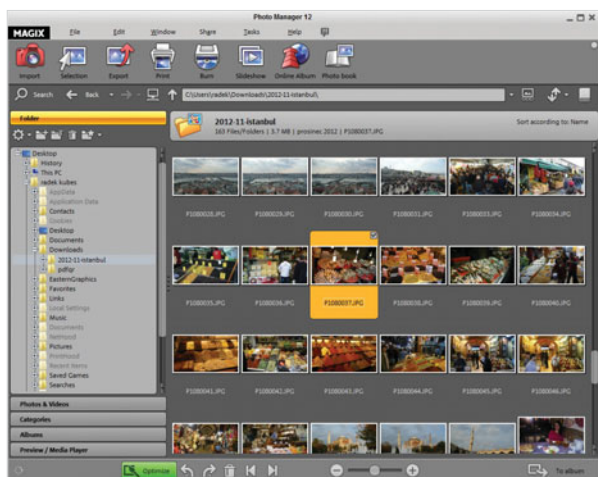 Photo Manager 12
MAGIX File Edit Window Share Tasks Help
Import Selection Export Print Burn Slideshow Online Album Photo book
Search Back C:\Users\radek\Downloads\2012-11-istanbul\
Folder
2012-11-istanbul
Sort according to: Name
163 Files/Folders | 3.7 MB | prosinec 2012 | P1080037.JPG
Desktop
History
This PC
radek kubes
AppData
Application Data
Contacts
Cookies
Desktop
Documents
Downloads
2012-11-istanbul
pdfqr
EasternGraphics
Favorites
Links
Local Settings
Music
Documents
NetHood
Pictures
PrintHood
Recent Items
Saved Games
Searches
P1080028.JPG P1080029.JPG P1080030.JPG P1080031.JPG P1080033.JPG P1080034.JPG
P1080035.JPG P1080036.JPG P1080037.JPG P1080038.JPG P1080039.JPG P1080040.JPG
P1080041.JPG P1080042.JPG P1080043.JPG P1080044.JPG P1080045.JPG P1080046.JPG
Photos & Videos
Categories
Albums
Preview / Media Player
Optimize
To album